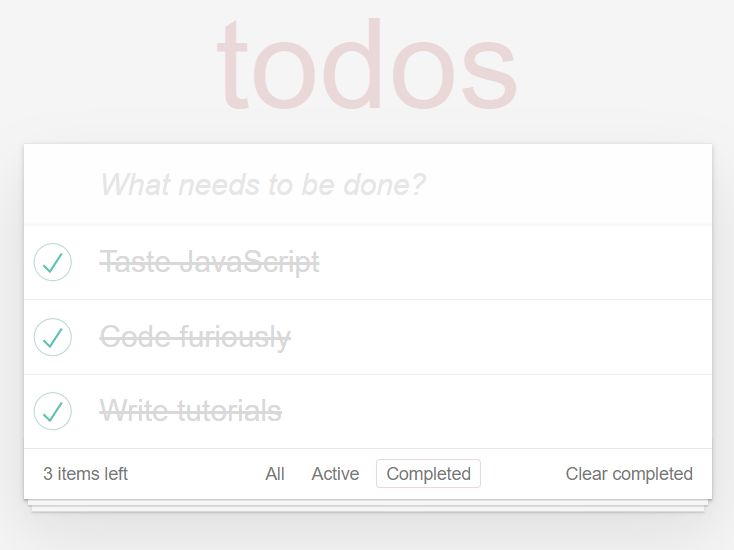 todos
What needs to be done?
Taste JavaScript
Code furiously
Write tutorials
3 items left All Active Completed Clear completed